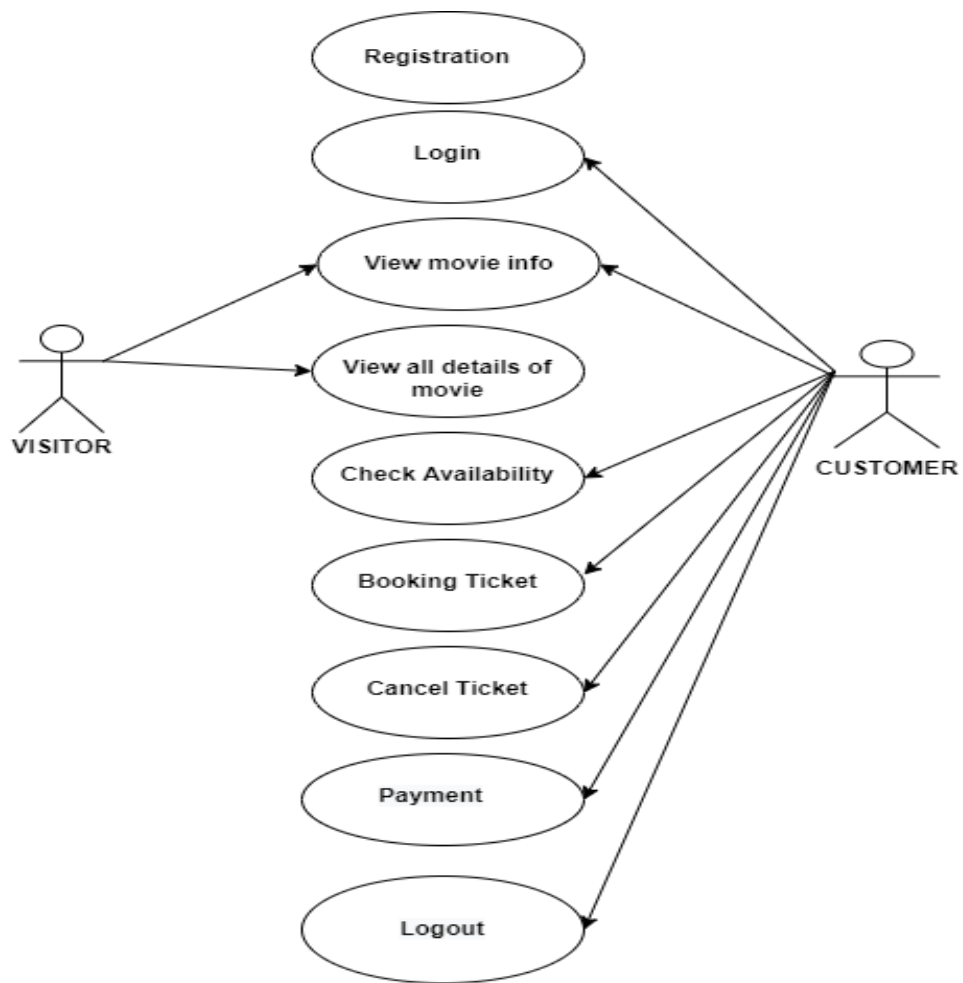 Registration
Login
View movie info
View all details of
movie
VISITOR
Check Availability
CUSTOMER
Booking Ticket
Cancel Ticket
Payment
Logout